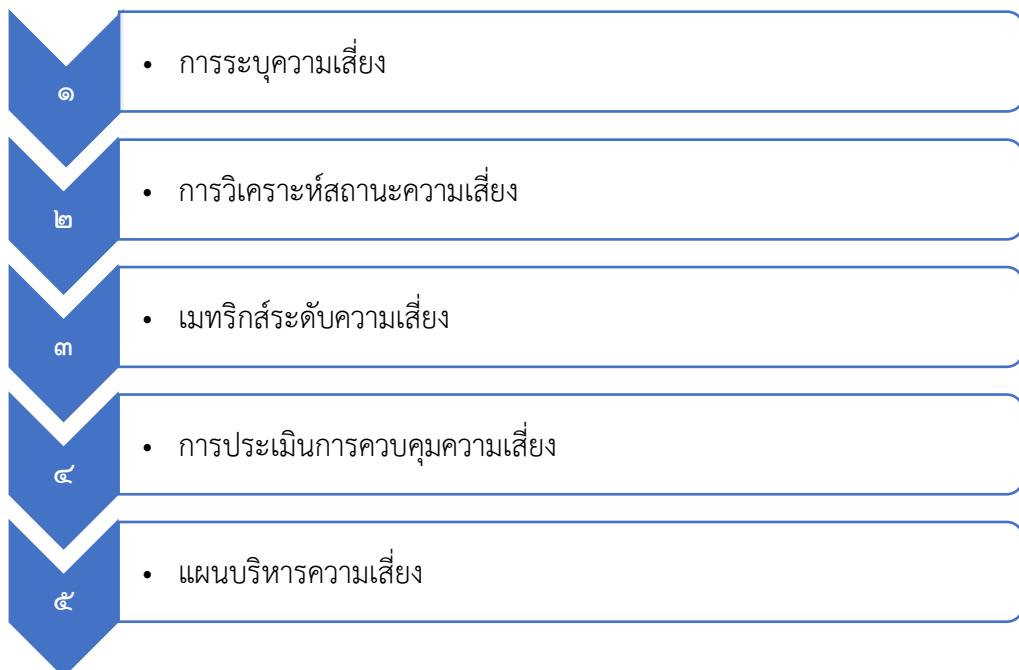 ๑
• การระบุความเสี่ยง
๒
• การวิเคราะห์สถานะความเสี่ยง
๓
• เมทริกส์ระดับความเสี่ยง
๔
• การประเมินการควบคุมความเสี่ยง
๕
• แผนบริหารความเสี่ยง